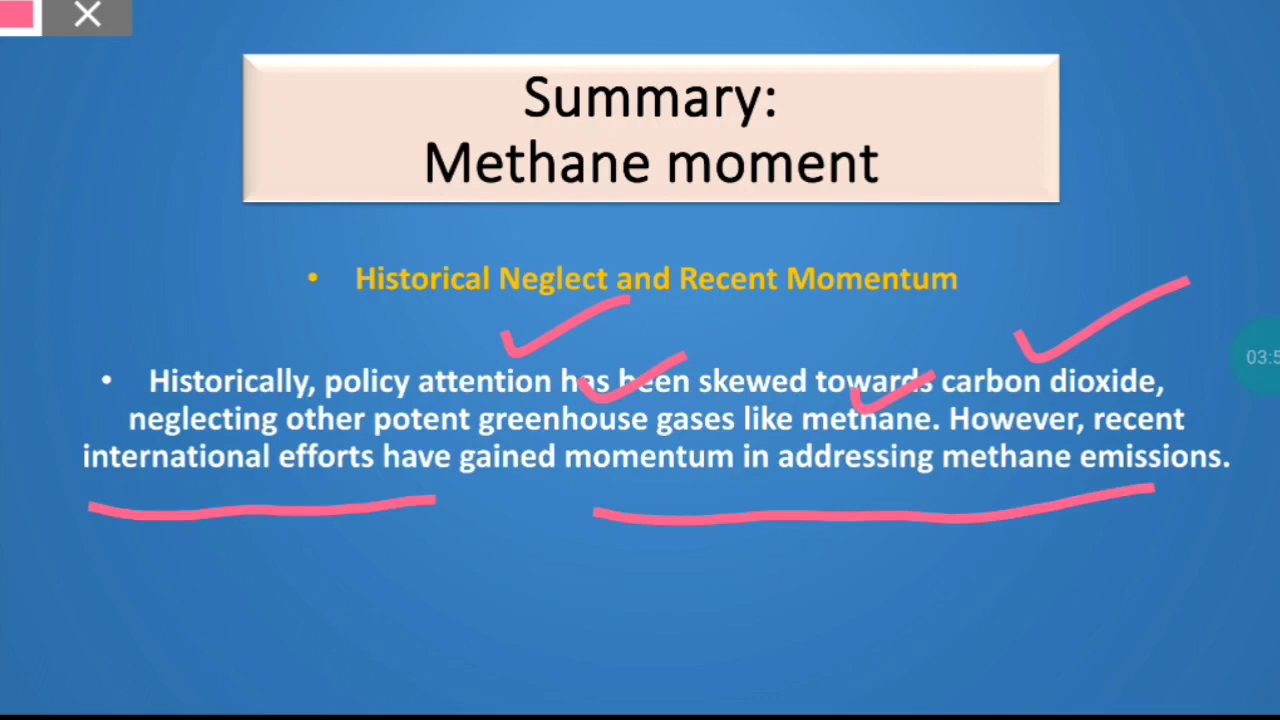 Summary:
Methane moment
• Historical Neglect and Recent Momentum
• Historically, policy attention has been skewed towards carbon dioxide,
neglecting other potent greenhouse gases like methane. However, recent
international efforts have gained momentum in addressing methane emissions.